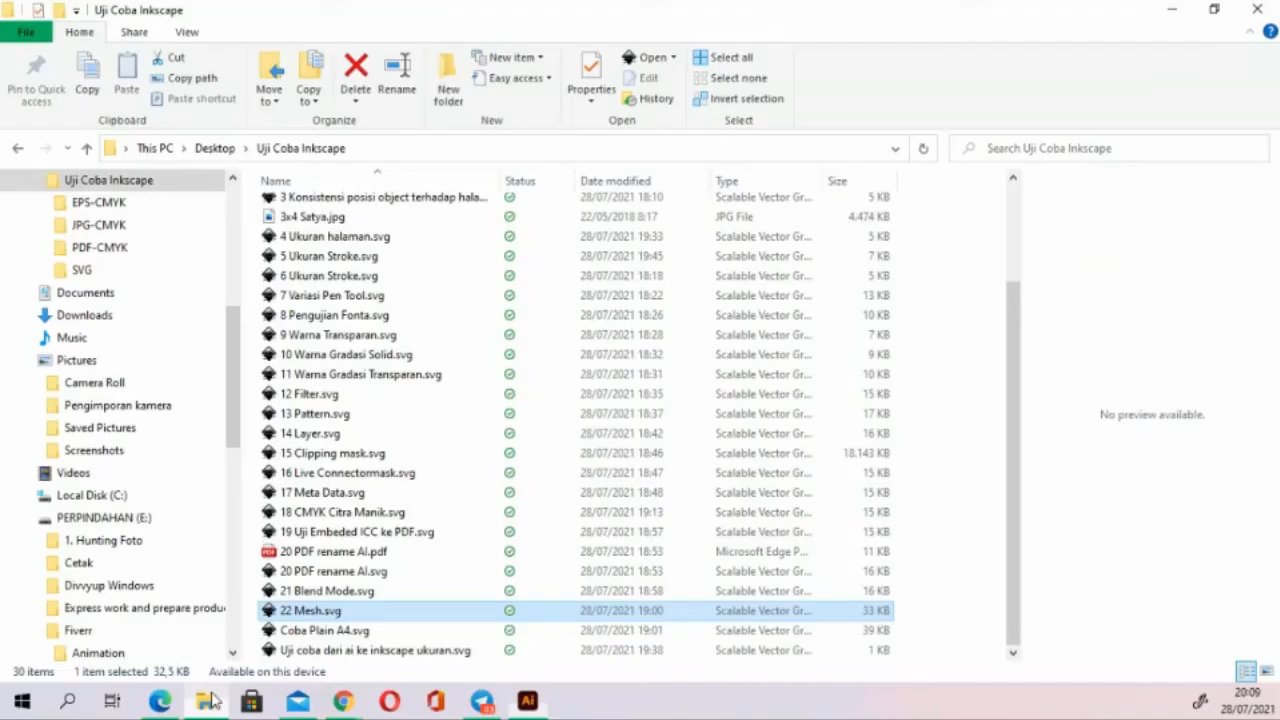 Uji Coba Inkscape
File Home Share View
Pin to Quick access
Copy
Paste
Cut
Copy path
Paste shortcut
Clipboard
Move to
Copy to
Delete
Rename
Organize
New folder
New item
Easy access
New
Properties
Open
Edit
History
Open
Select all
Select none
Invert selection
Select
This PC Desktop Uji Coba Inkscape
Search Uji Coba Inkscape
Uji Coba Inkscape
EPS-CMYK
JPG-CMYK
PDF-CMYK
SVG
Documents
Downloads
Music
Pictures
Camera Roll
Pengimporan kamera
Saved Pictures
Screenshots
Videos
Local Disk (C:)
PERPINDAHAN (E:)
1. Hunting Foto
Cetak
Divvyup Windows
Express work and prepare produ
Fiverr
Animation
Name Status Date modified Type Size
3 Konsistensi posisi object terhadap hala... 28/07/2021 18:10 Scalable Vector Gr... 5 KB
3x4 Satya.jpg 22/05/2018 8:17 JPG File 4.474 KB
4 Ukuran halaman.svg 28/07/2021 19:33 Scalable Vector Gr... 5 KB
5 Ukuran Stroke.svg 28/07/2021 19:45 Scalable Vector Gr... 7 KB
6 Ukuran Stroke.svg 28/07/2021 18:18 Scalable Vector Gr... 5 KB
7 Variasi Pen Tool.svg 28/07/2021 18:22 Scalable Vector Gr... 13 KB
8 Pengujian Fonta.svg 28/07/2021 18:26 Scalable Vector Gr... 10 KB
9 Warna Transparan.svg 28/07/2021 18:28 Scalable Vector Gr... 7 KB
10 Warna Gradasi Solid.svg 28/07/2021 18:32 Scalable Vector Gr... 9 KB
11 Warna Gradasi Transparan.svg 28/07/2021 18:31 Scalable Vector Gr... 10 KB
12 Filter.svg 28/07/2021 18:35 Scalable Vector Gr... 15 KB
13 Pattern.svg 28/07/2021 18:37 Scalable Vector Gr... 17 KB
14 Layer.svg 28/07/2021 18:42 Scalable Vector Gr... 16 KB
15 Clipping mask.svg 28/07/2021 18:46 Scalable Vector Gr... 18.143 KB
16 Live Connectormask.svg 28/07/2021 18:47 Scalable Vector Gr... 15 KB
17 Meta Data.svg 28/07/2021 18:48 Scalable Vector Gr... 15 KB
18 CMYK Citra Manik.svg 28/07/2021 19:13 Scalable Vector Gr... 15 KB
19 Uji Embeded ICC ke PDF.svg 28/07/2021 18:57 Scalable Vector Gr... 15 KB
20 PDF rename AI.pdf 28/07/2021 18:53 Microsoft Edge P... 11 KB
20 PDF rename AI.svg 28/07/2021 18:53 Scalable Vector Gr... 16 KB
21 Blend Mode.svg 28/07/2021 18:58 Scalable Vector Gr... 16 KB
22 Mesh.svg 28/07/2021 19:00 Scalable Vector Gr... 33 KB
Coba Plain A4.svg 28/07/2021 19:01 Scalable Vector Gr... 39 KB
Uji coba dari ai ke inkscape ukuran.svg 28/07/2021 19:38 Scalable Vector Gr... 1 KB
No preview available.
30 items 1 item selected 32,5 KB Available on this device
Ai
20:09
28/07/2021